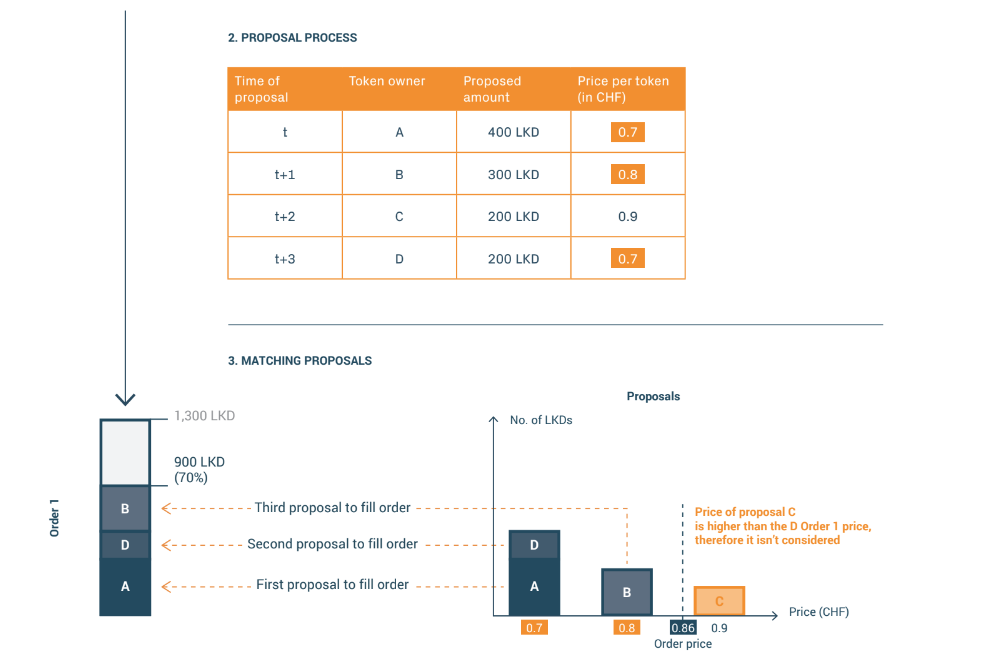 2. PROPOSAL PROCESS
Time of proposal Token owner Proposed amount Price per token (in CHF)
t A 400 LKD 0.7
t+1 B 300 LKD 0.8
t+2 C 200 LKD 0.9
t+3 D 200 LKD 0.7
3. MATCHING PROPOSALS
Order 1
1,300 LKD
900 LKD
(70%)
B
D
A
Third proposal to fill order
Second proposal to fill order
First proposal to fill order
Proposals
No. of LKDs
D
A
B
C
Price of proposal C
is higher than the D Order 1 price,
therefore it isn't considered
Price (CHF)
0.7 0.8 0.86 0.9
Order price